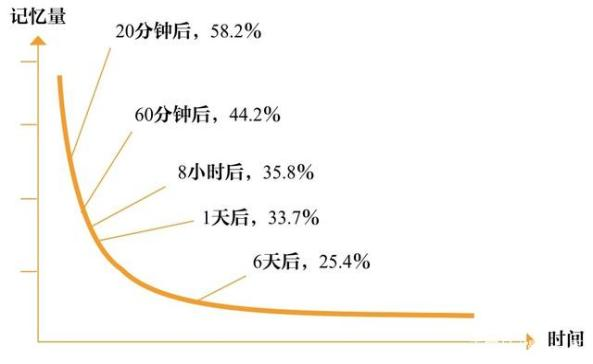 记忆量
20分钟后，58.2%
60分钟后，44.2%
8小时后，35.8%
1天后，33.7%
6天后，25.4%
时间